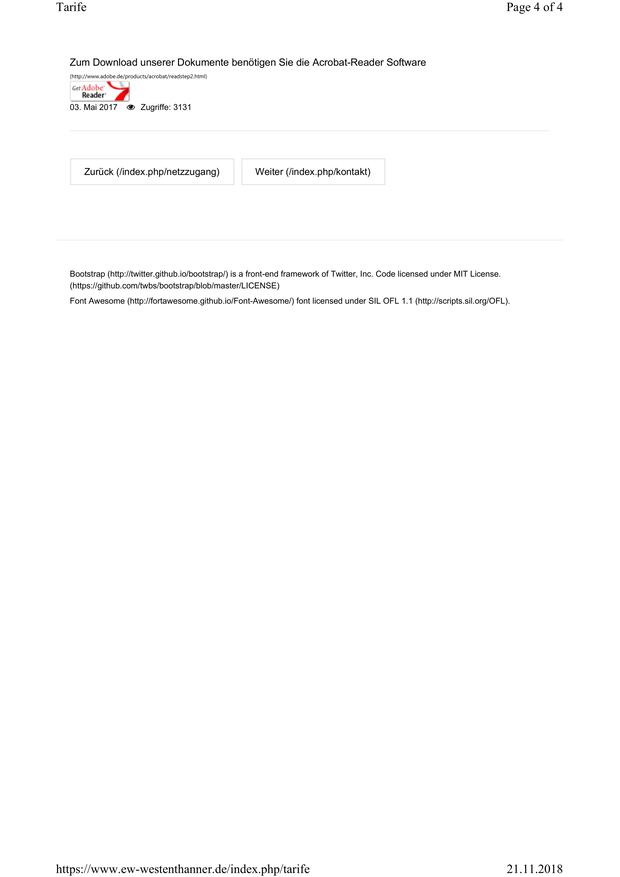 Tarife
Page 4 of 4
Zum Download unserer Dokumente benötigen Sie die Acrobat-Reader Software
(http://www.adobe.de/products/acrobat/readstep2.html)
Get Adobe®
Reader®
03. Mai 2017 Zugriffe: 3131
Zurück (/index.php/netzzugang)
Weiter (/index.php/kontakt)
Bootstrap (http://twitter.github.io/bootstrap/) is a front-end framework of Twitter, Inc. Code licensed under MIT License.
(https://github.com/twbs/bootstrap/blob/master/LICENSE)
Font Awesome (http://fortawesome.github.io/Font-Awesome/) font licensed under SIL OFL 1.1 (http://scripts.sil.org/OFL).
https://www.ew-westenthanner.de/index.php/tarife
21.11.2018